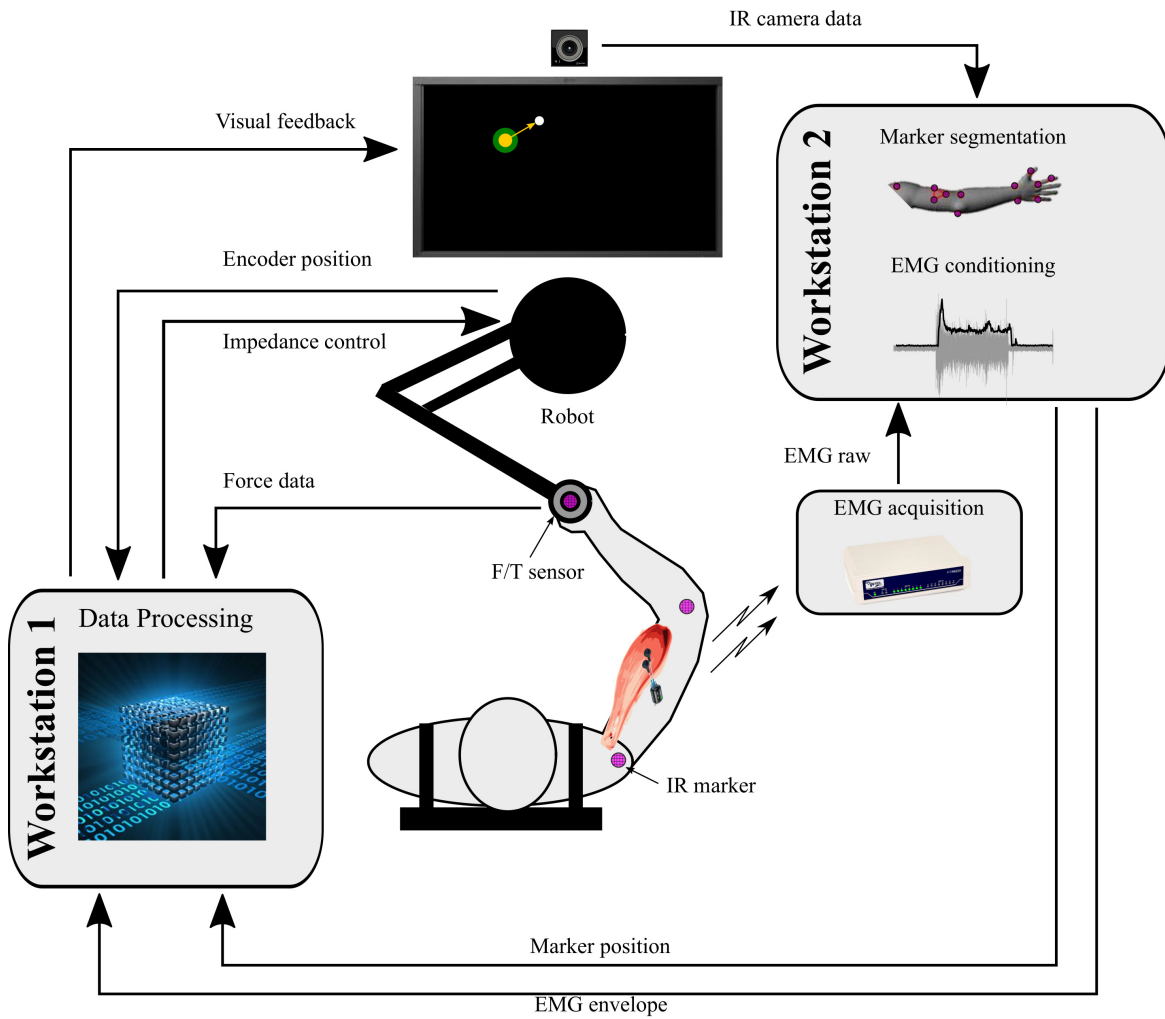 IR camera data
Visual feedback
Marker segmentation
Workstation 2
EMG conditioning
Encoder position
Impedance control
Robot
EMG raw
Force data
EMG acquisition
F/T sensor
Workstation 1
Data Processing
IR marker
Marker position
EMG envelope